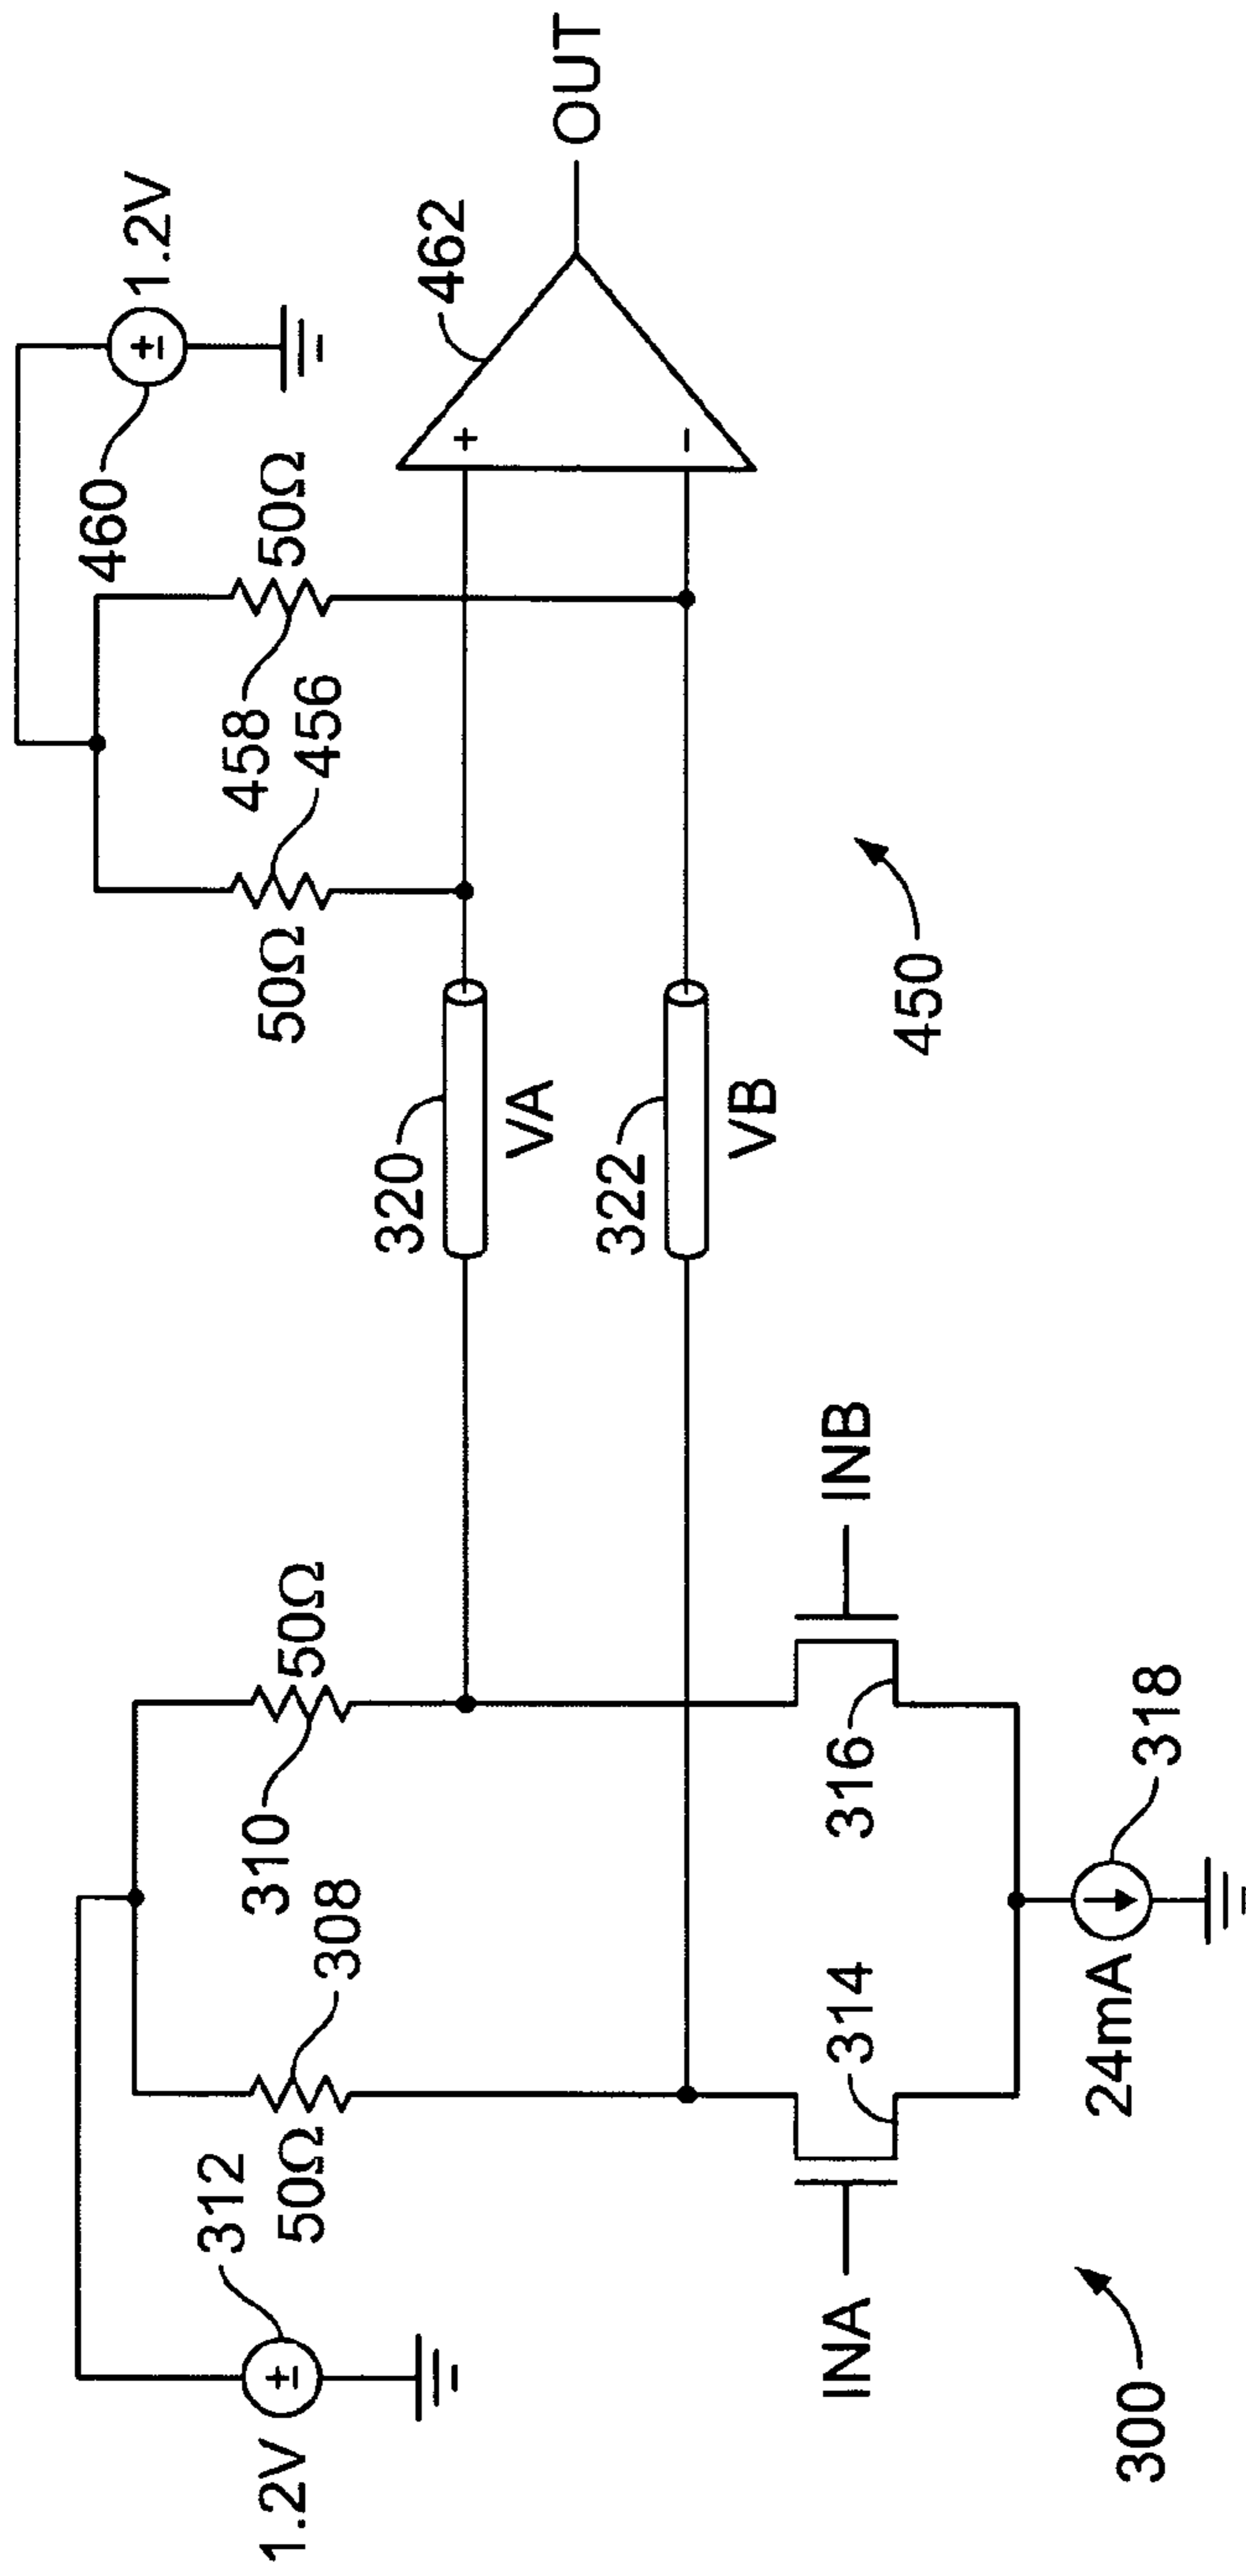 1.2V
312
50Ω
308
310
50Ω
INA
314
316
INB
24mA
318
300
320
VA
322
VB
50Ω
456
458
50Ω
460
1.2V
+
-
462
OUT
450